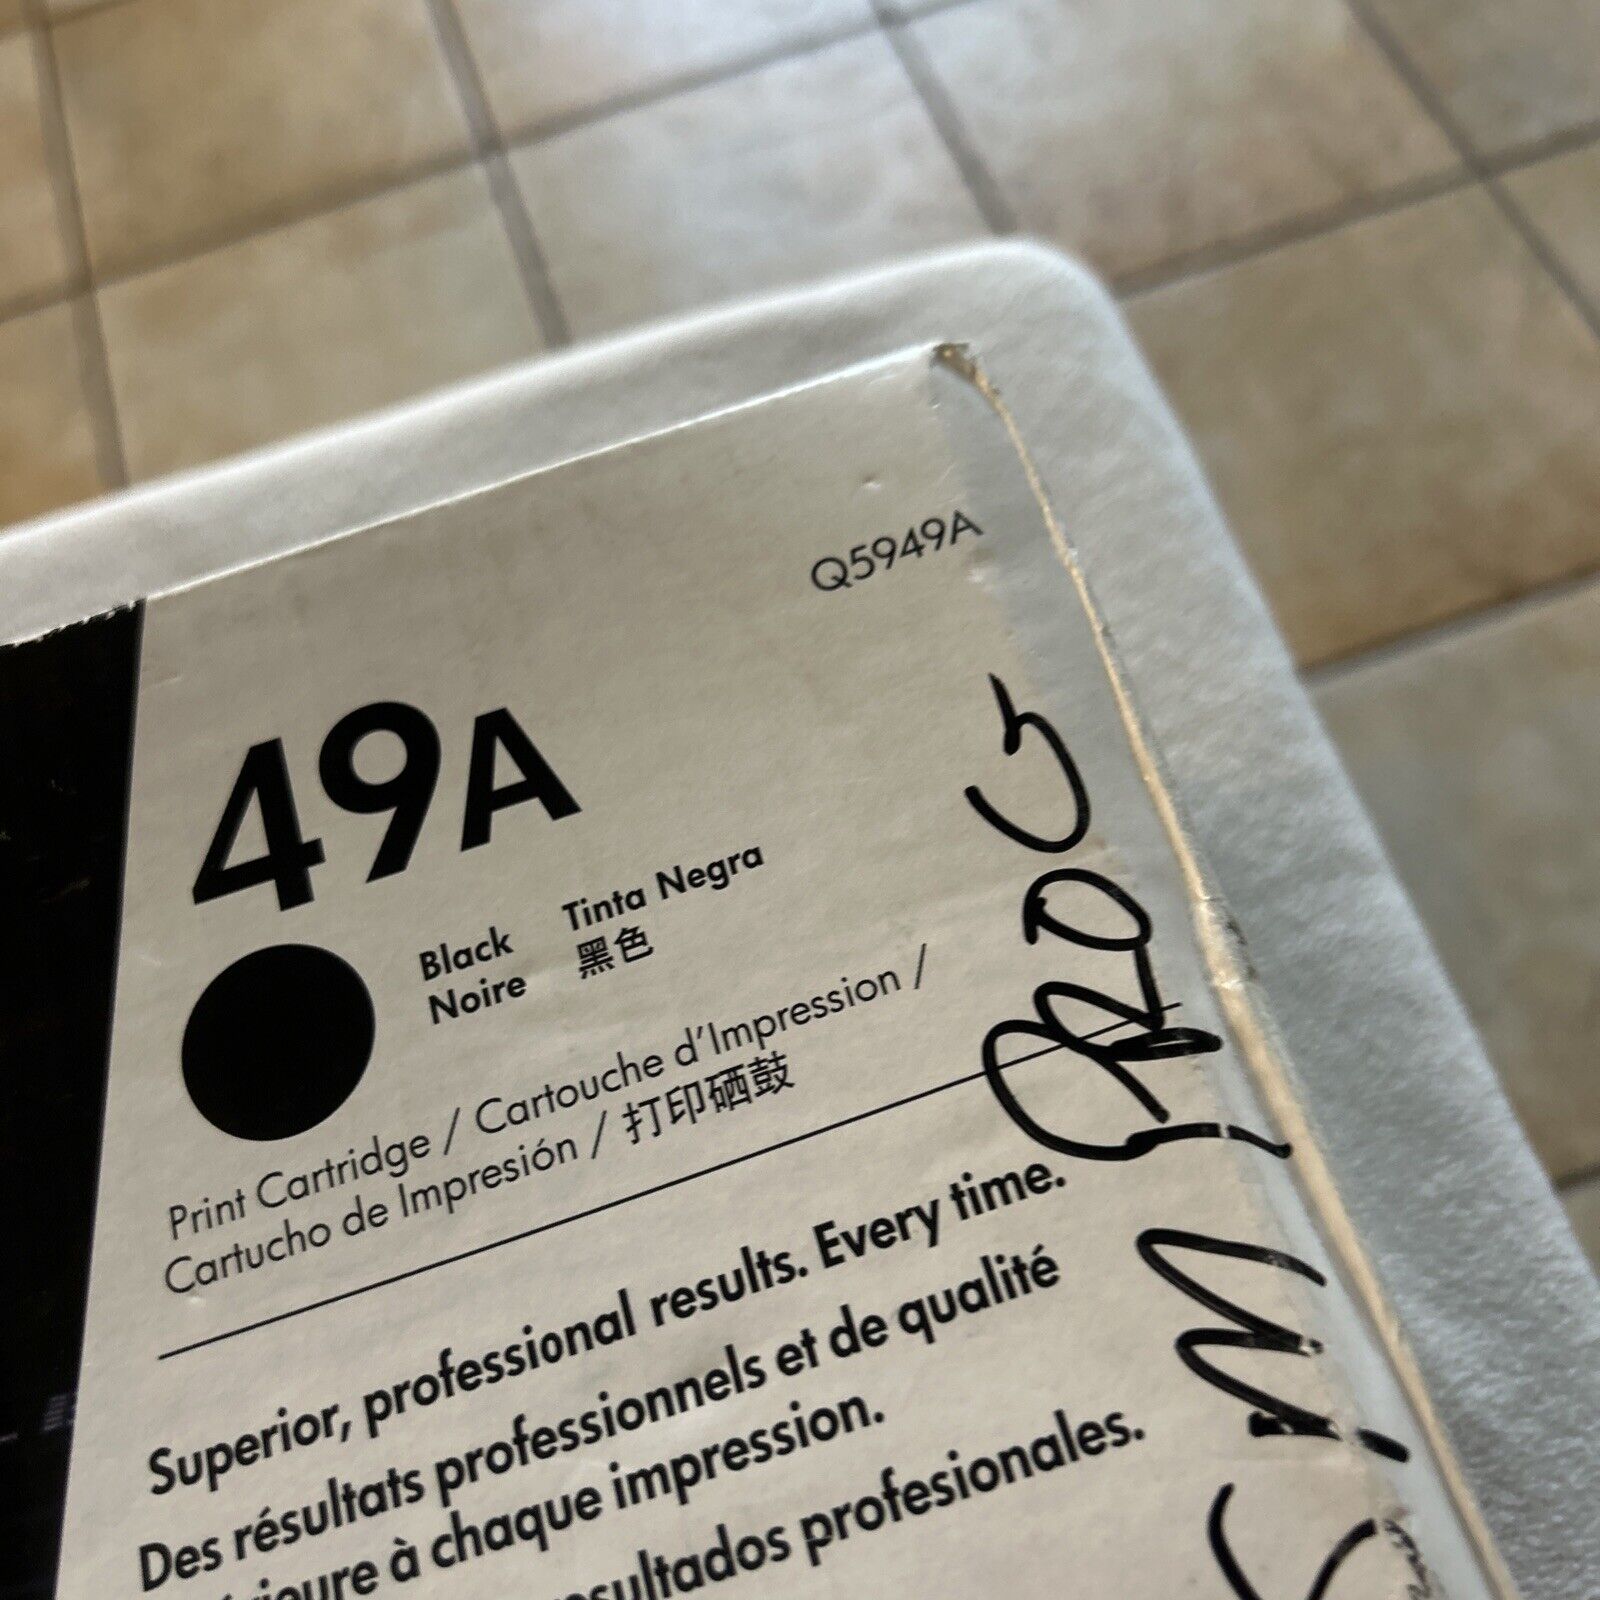 Q5949A
49A
Black Tinta Negra
Noire 黑色
Print Cartridge / Cartouche d'Impression /
Cartucho de Impresión / 打印硒鼓
Superior, professional results. Every time.
Des résultats professionnels et de qualité
à chaque impression.
profesionales.